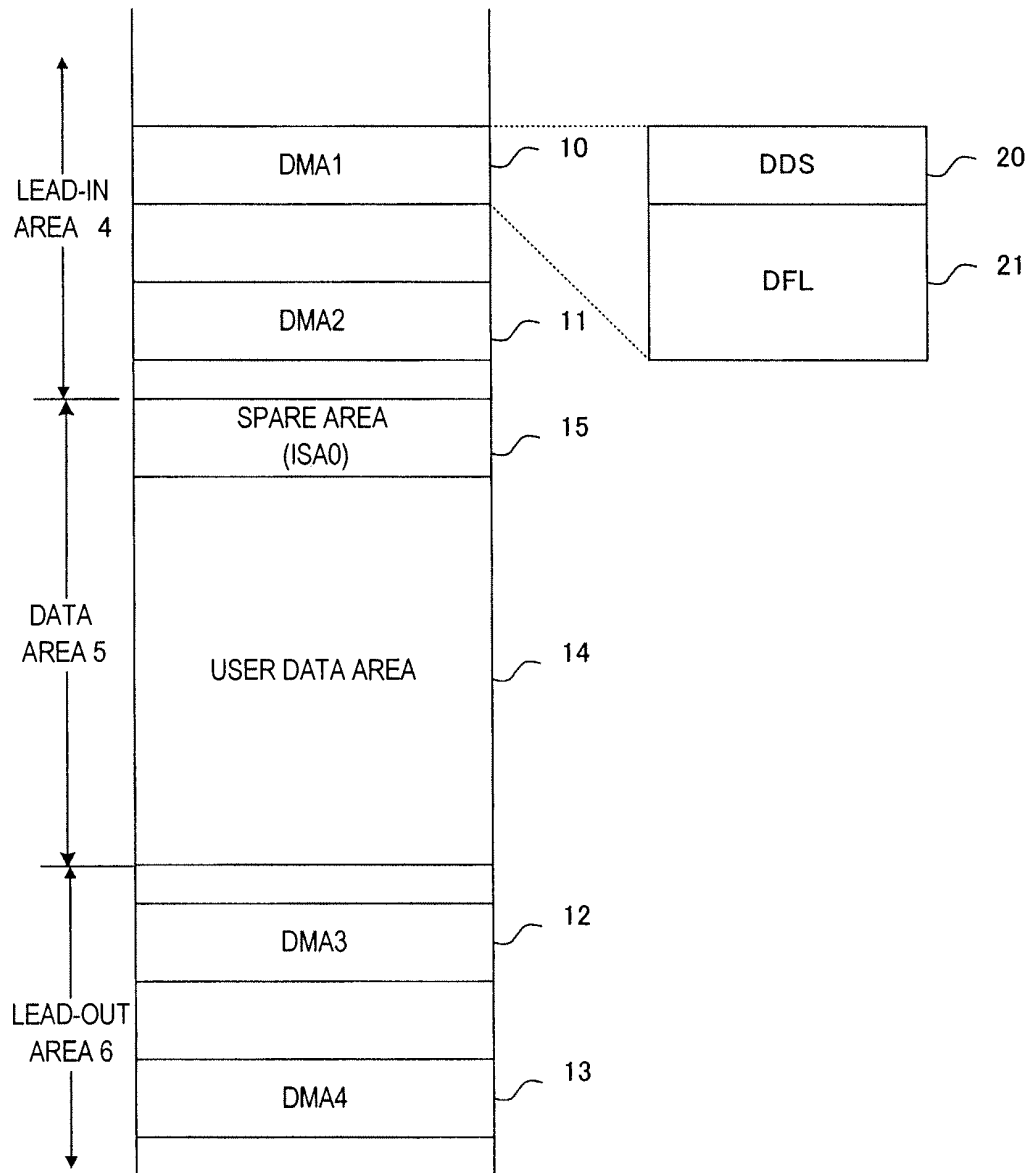 DMA1
10
DDS
20
LEAD-IN
AREA 4
DFL
21
DMA2
11
SPARE AREA
(ISA0)
15
DATA
AREA 5
USER DATA AREA
14
DMA3
12
LEAD-OUT
AREA 6
DMA4
13